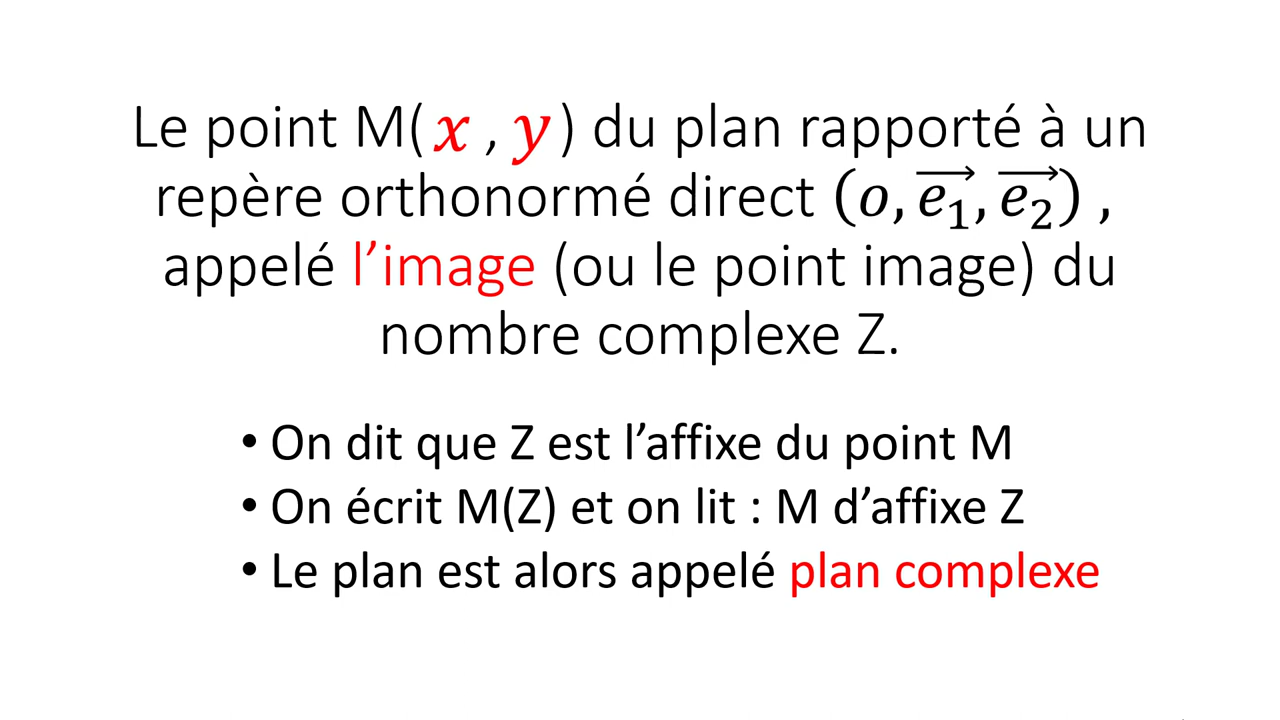 Le point M( x , y ) du plan rapporté à un
repère orthonormé direct (o, e₁⃗, e₂⃗) ,
appelé l’image (ou le point image) du
nombre complexe Z.
• On dit que Z est l’affixe du point M
• On écrit M(Z) et on lit : M d’affixe Z
• Le plan est alors appelé plan complexe